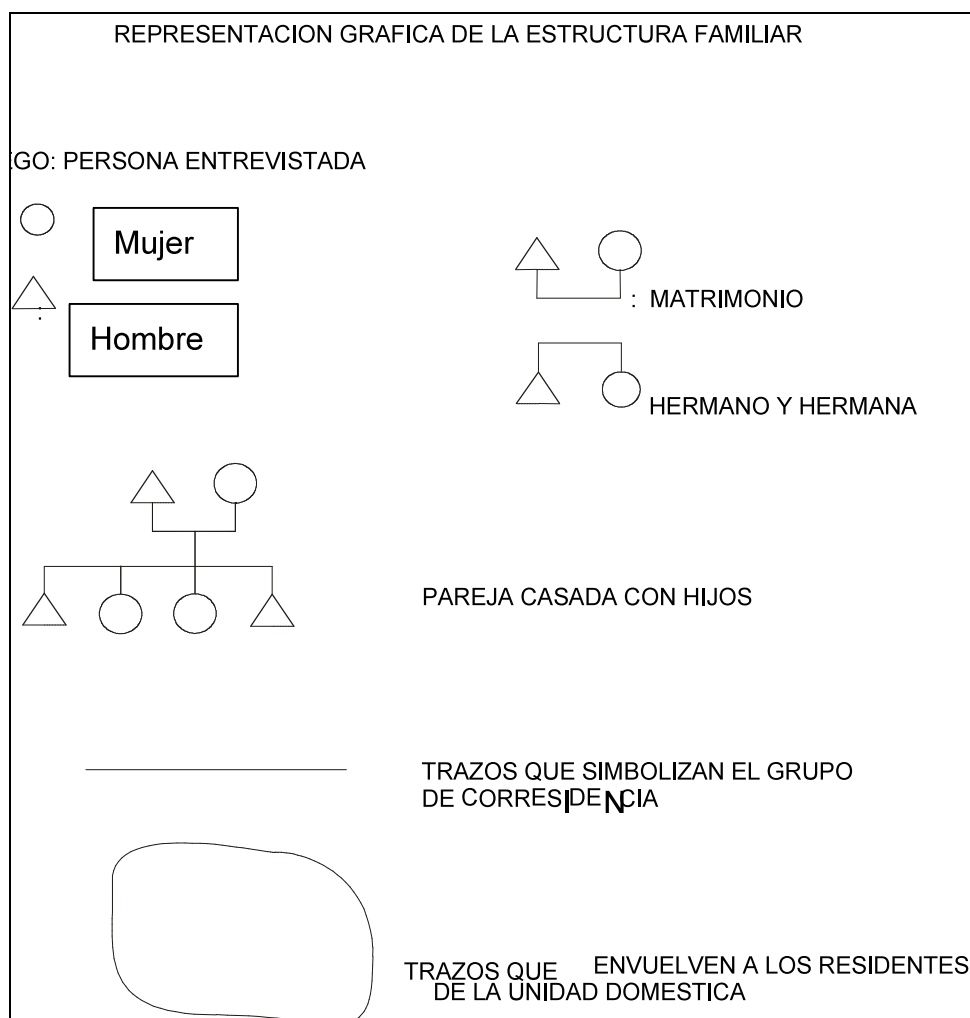 REPRESENTACION GRAFICA DE LA ESTRUCTURA FAMILIAR
EGO: PERSONA ENTREVISTADA
Mujer
:
Hombre
: MATRIMONIO
HERMANO Y HERMANA
PAREJA CASADA CON HIJOS
TRAZOS QUE SIMBOLIZAN EL GRUPO
DE CORRESIDENCIA
TRAZOS QUE ENVUELVEN A LOS RESIDENTES
DE LA UNIDAD DOMESTICA